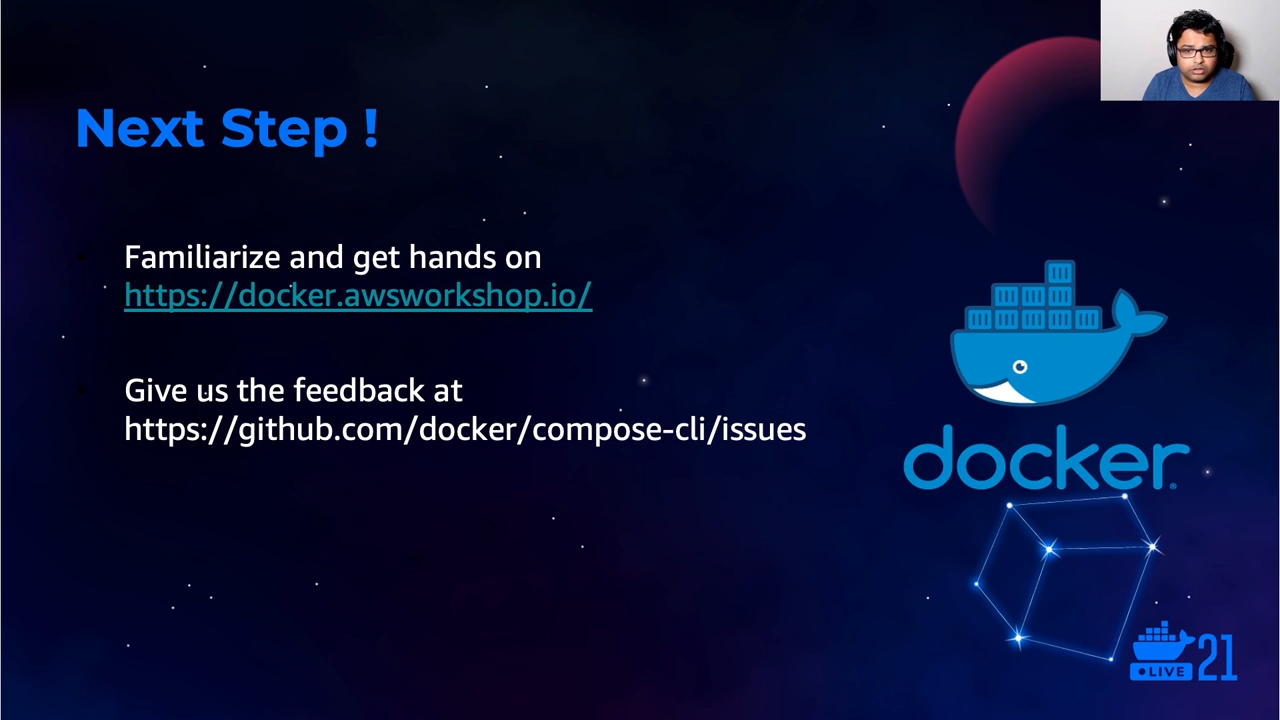 Next Step !
Familiarize and get hands on
https://docker.awsworkshop.io/
Give us the feedback at
https://github.com/docker/compose-cli/issues
docker
LIVE 21